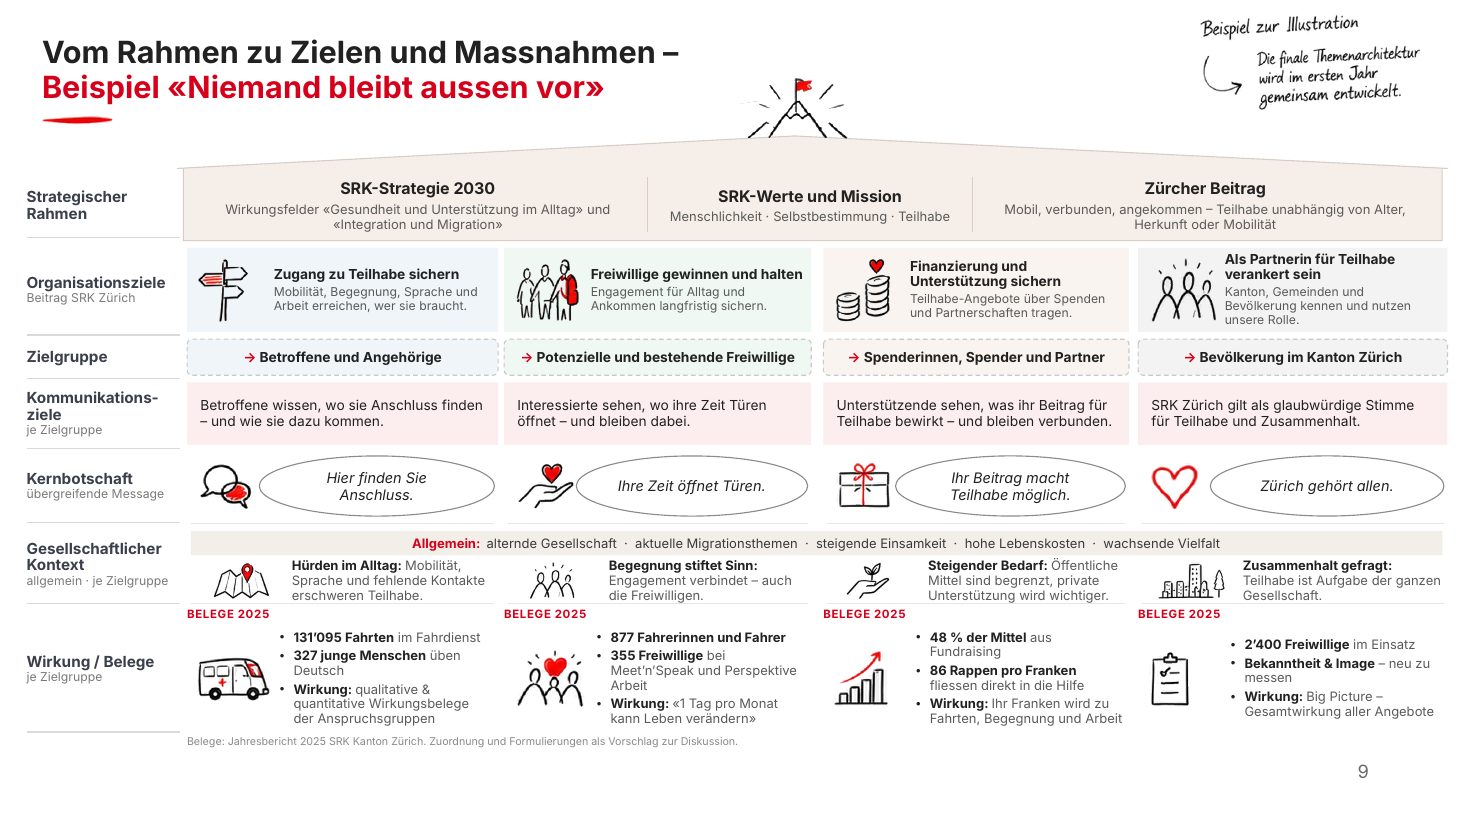 Vom Rahmen zu Zielen und Massnahmen –
Beispiel «Niemand bleibt aussen vor»
Beispiel zur Illustration
Die finale Themenarchitektur
wird im ersten Jahr
gemeinsam entwickelt.
Strategischer
Rahmen
SRK-Strategie 2030
Wirkungsfelder «Gesundheit und Unterstützung im Alltag» und
«Integration und Migration»
SRK-Werte und Mission
Menschlichkeit · Selbstbestimmung · Teilhabe
Zürcher Beitrag
Mobil, verbunden, angekommen – Teilhabe unabhängig von Alter,
Herkunft oder Mobilität
Organisationsziele
Beitrag SRK Zürich
Zugang zu Teilhabe sichern
Mobilität, Begegnung, Sprache und
Arbeit erreichen, wer sie braucht.
Freiwillige gewinnen und halten
Engagement für Alltag und
Ankommen langfristig sichern.
Finanzierung und
Unterstützung sichern
Teilhabe-Angebote über Spenden
und Partnerschaften tragen.
Als Partnerin für Teilhabe
verankert sein
Kanton, Gemeinden und
Bevölkerung kennen und nutzen
unsere Rolle.
Zielgruppe
→ Betroffene und Angehörige
→ Potenzielle und bestehende Freiwillige
→ Spenderinnen, Spender und Partner
→ Bevölkerung im Kanton Zürich
Kommunikations-
ziele
je Zielgruppe
Betroffene wissen, wo sie Anschluss finden
– und wie sie dazu kommen.
Interessierte sehen, wo ihre Zeit Türen
öffnet – und bleiben dabei.
Unterstützende sehen, was ihr Beitrag für
Teilhabe bewirkt – und bleiben verbunden.
SRK Zürich gilt als glaubwürdige Stimme
für Teilhabe und Zusammenhalt.
Kernbotschaft
übergreifende Message
Hier finden Sie
Anschluss.
Ihre Zeit öffnet Türen.
Ihr Beitrag macht
Teilhabe möglich.
Zürich gehört allen.
Gesellschaftlicher
Kontext
allgemein · je Zielgruppe
Allgemein: alternde Gesellschaft · aktuelle Migrationsthemen · steigende Einsamkeit · hohe Lebenskosten · wachsende Vielfalt
Hürden im Alltag: Mobilität,
Sprache und fehlende Kontakte
erschweren Teilhabe.
Begegnung stiftet Sinn:
Engagement verbindet – auch
die Freiwilligen.
Steigender Bedarf: Öffentliche
Mittel sind begrenzt, private
Unterstützung wird wichtiger.
Zusammenhalt gefragt:
Teilhabe ist Aufgabe der ganzen
Gesellschaft.
Wirkung / Belege
je Zielgruppe
BELEGE 2025
• 131’095 Fahrten im Fahrdienst
• 327 junge Menschen üben
Deutsch
• Wirkung: qualitative &
quantitative Wirkungsbelege
der Anspruchsgruppen
BELEGE 2025
• 877 Fahrerinnen und Fahrer
• 355 Freiwillige bei
Meet’n’Speak und Perspektive
Arbeit
• Wirkung: «1 Tag pro Monat
kann Leben verändern»
BELEGE 2025
• 48 % der Mittel aus
Fundraising
• 86 Rappen pro Franken
fliessen direkt in die Hilfe
• Wirkung: Ihr Franken wird zu
Fahrten, Begegnung und Arbeit
BELEGE 2025
• 2’400 Freiwillige im Einsatz
• Bekanntheit & Image – neu zu
messen
• Wirkung: Big Picture –
Gesamtwirkung aller Angebote
Belege: Jahresbericht 2025 SRK Kanton Zürich. Zuordnung und Formulierungen als Vorschlag zur Diskussion.
9